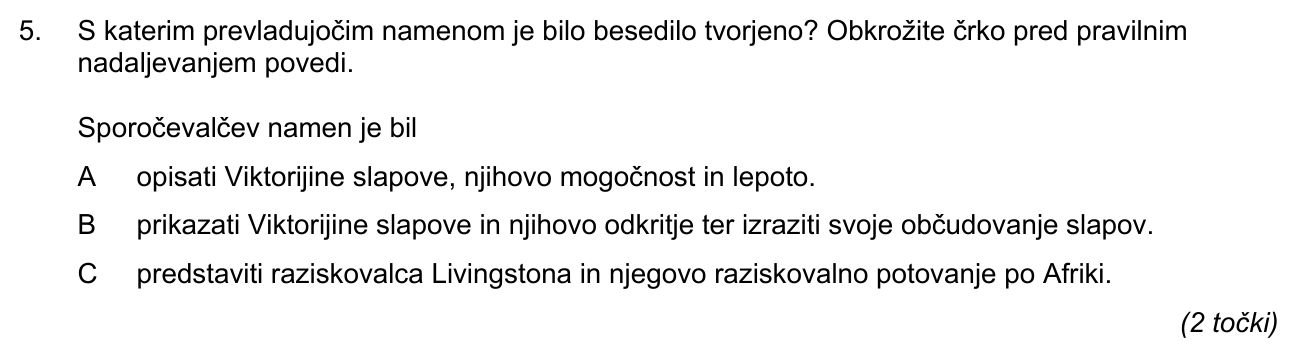 5. S katerim prevladujočim namenom je bilo besedilo tvorjeno? Obkrožite črko pred pravilnim
nadaljevanjem povedi.
Sporočevalčev namen je bil
A opisati Viktorijine slapove, njihovo mogočnost in lepoto.
B prikazati Viktorijine slapove in njihovo odkritje ter izraziti svoje občudovanje slapov.
C predstaviti raziskovalca Livingstona in njegovo raziskovalno potovanje po Afriki.
(2 točki)